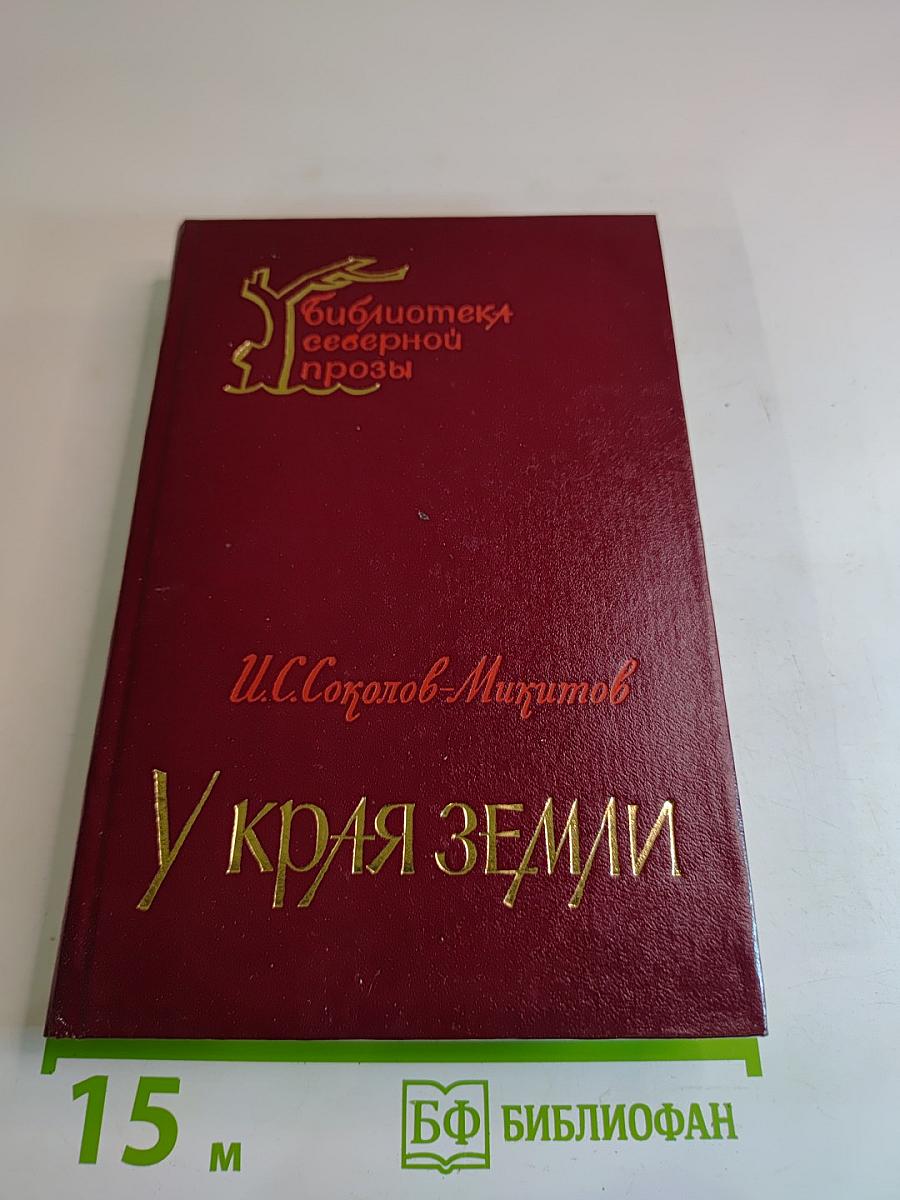 библиотека
северной
прозы
И.С.Соколов-Микитов
У КРАЯ ЗЕМЛИ
15 м
БФ БИБЛИОФАН